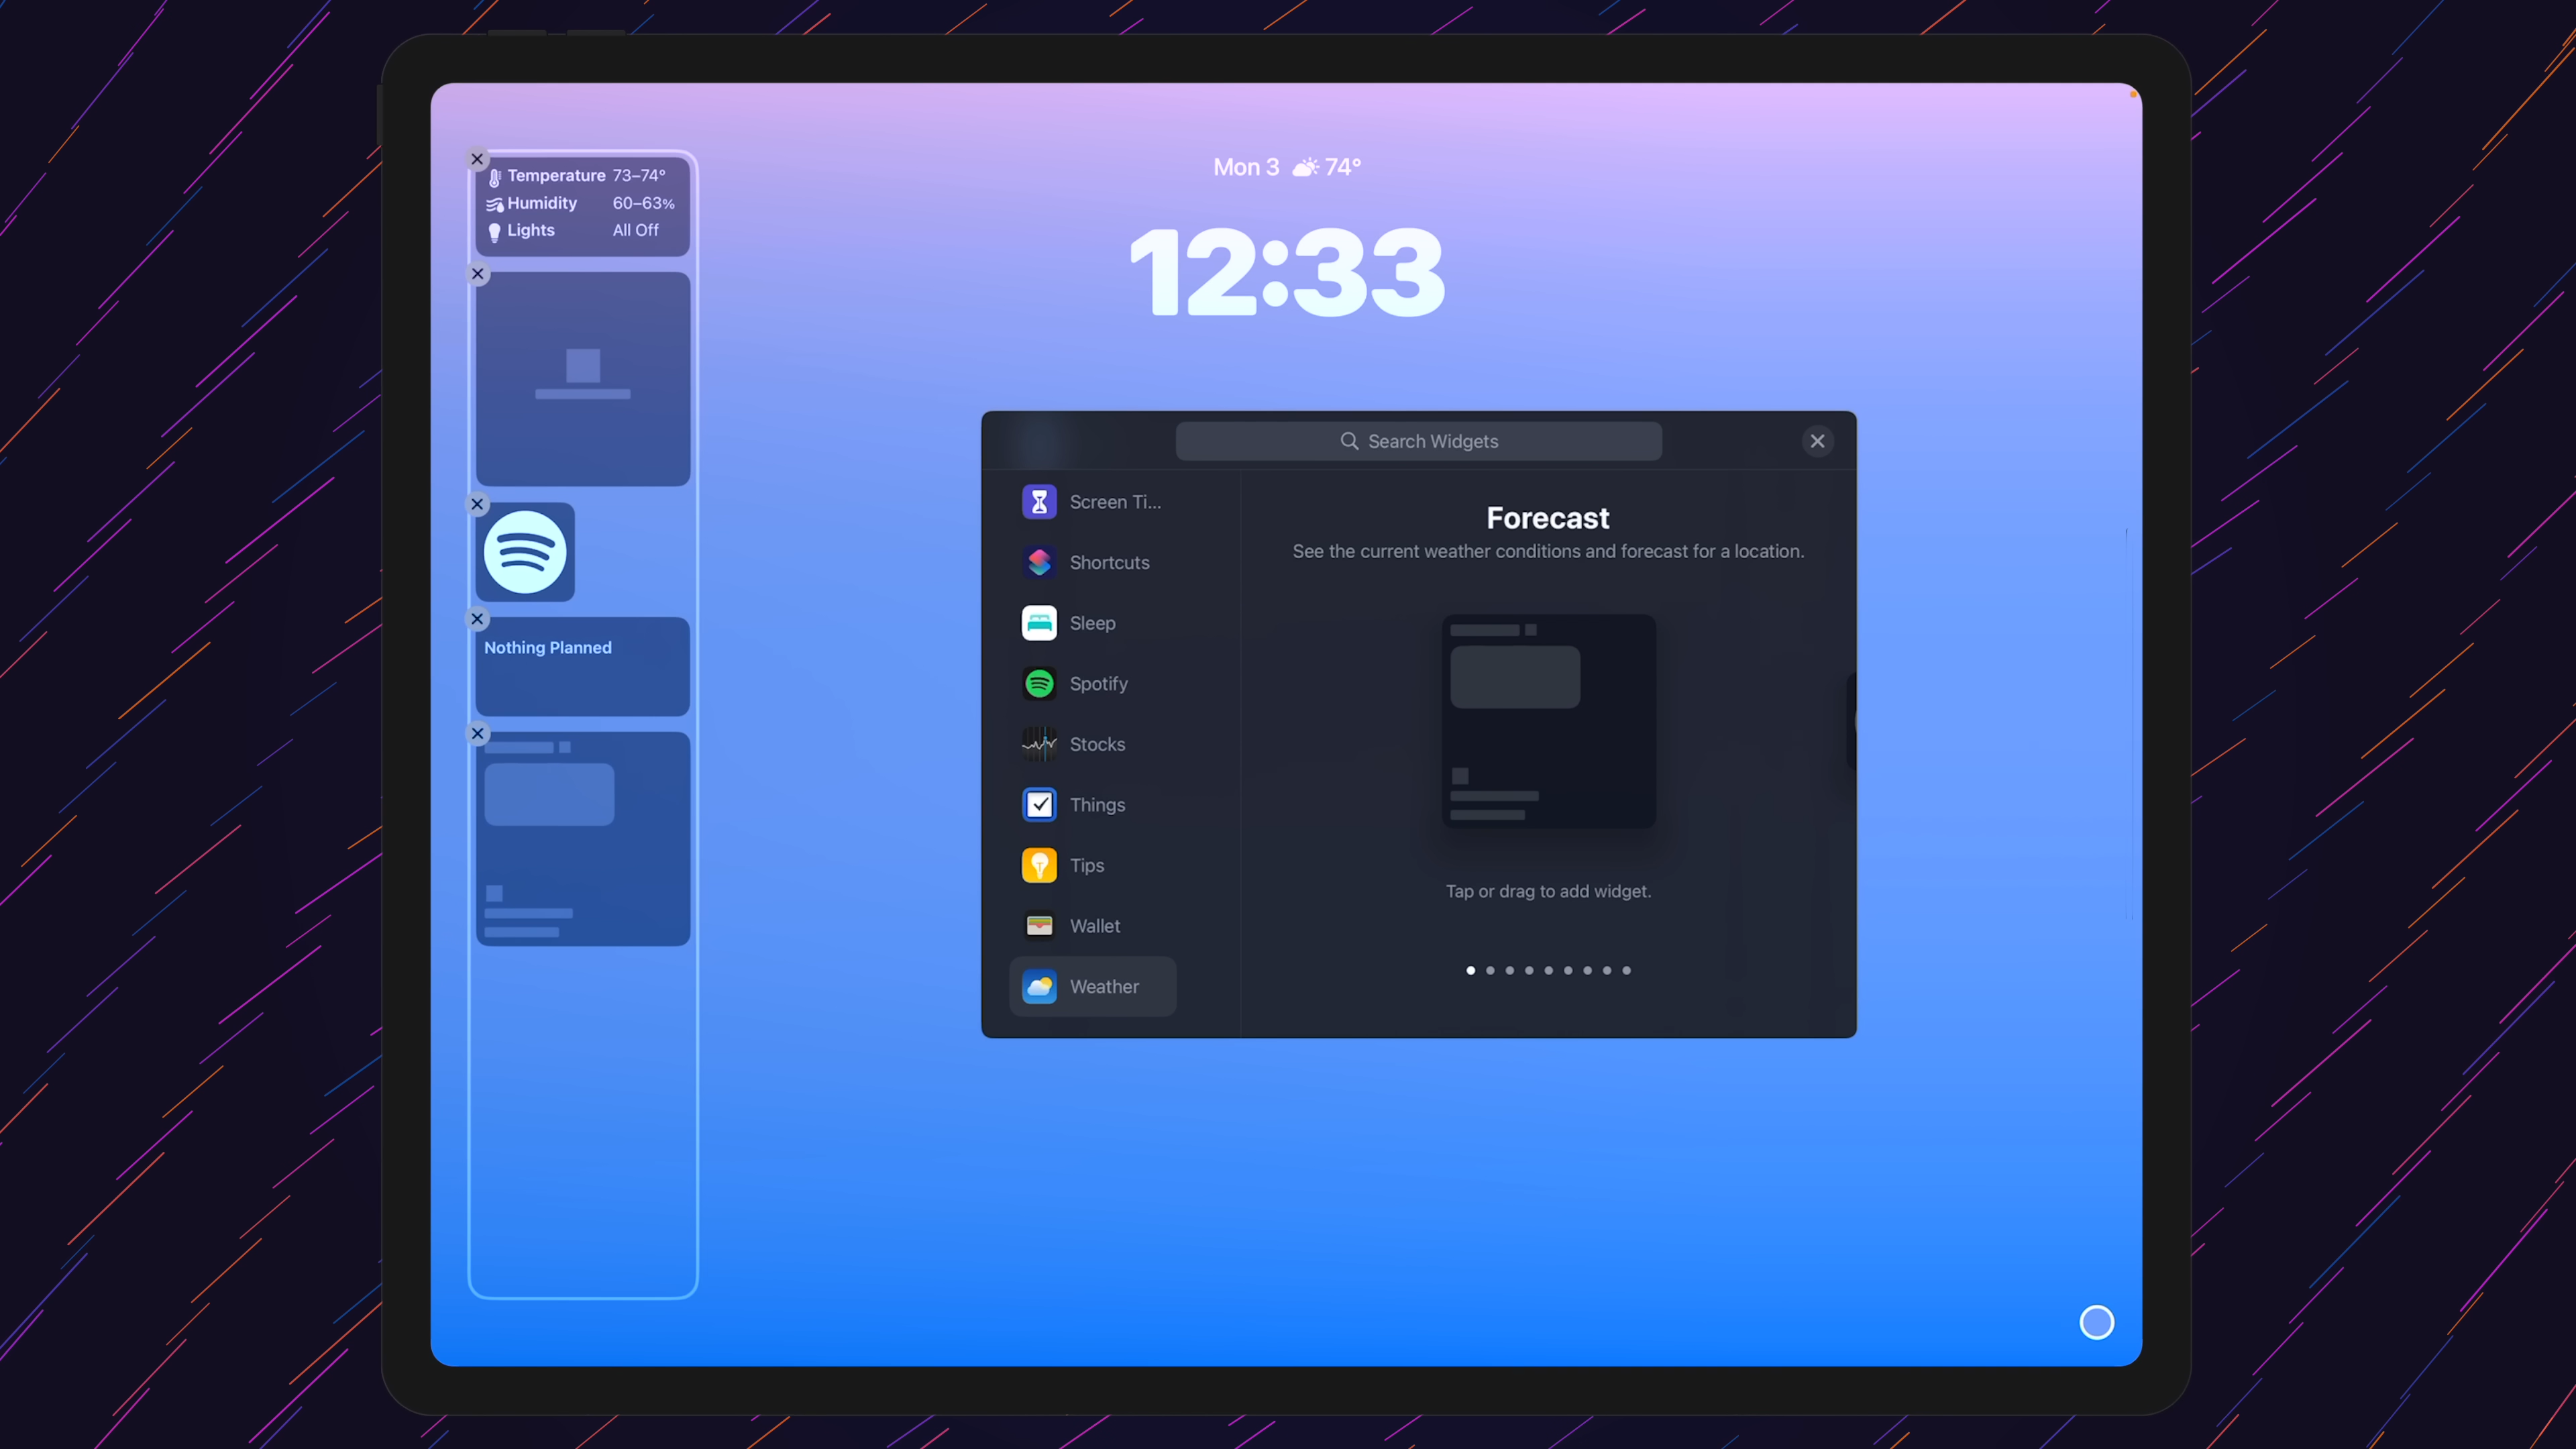 Mon 3 74°
12:33
Temperature 73–74°
Humidity 60–63%
Lights All Off
Nothing Planned
Search Widgets
Screen Ti...
Shortcuts
Sleep
Spotify
Stocks
Things
Tips
Wallet
Weather
Forecast
See the current weather conditions and forecast for a location.
Tap or drag to add widget.